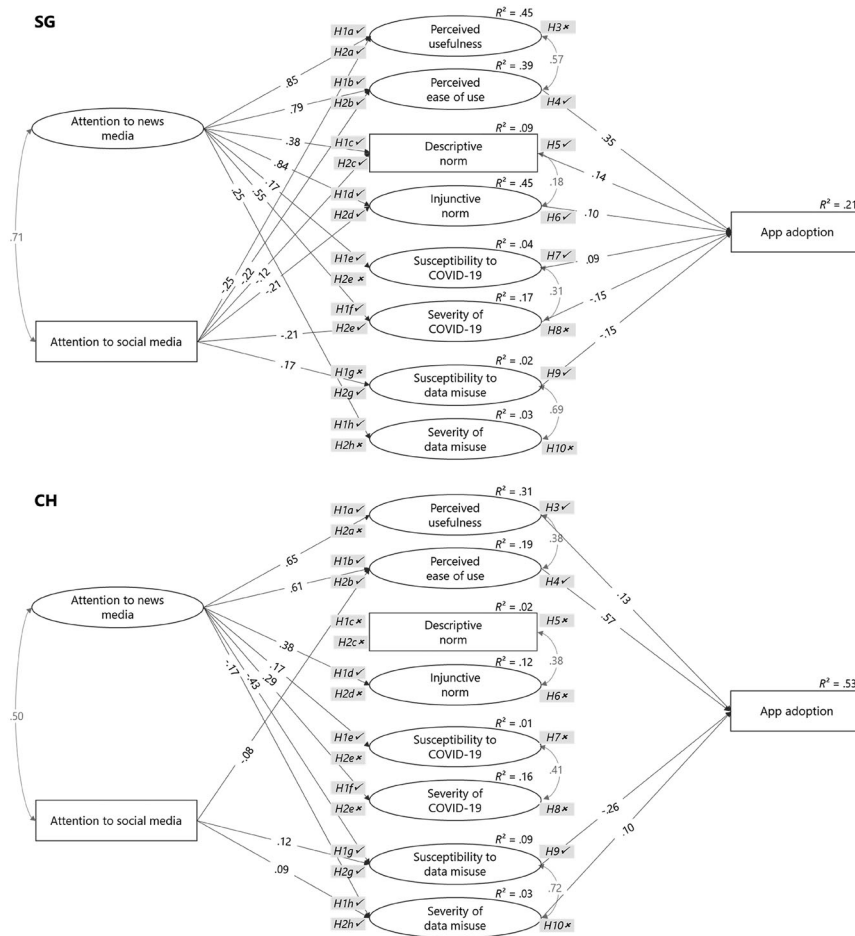 SG
R² = .45
H1a✓
H2a✓
Perceived
usefulness
H3×
.57
R² = .39
H1b✓
H2b✓
Perceived
ease of use
H4✓
R² = .09
H1c✓
H2c✓
Descriptive
norm
H5✓
.18
R² = .45
H1d✓
H2d✓
Injunctive
norm
H6✓
R² = .04
H1e✓
H2e×
Susceptibility to
COVID-19
H7✓
.31
R² = .17
H1f✓
H2e✓
Severity
of COVID-19
H8×
R² = .02
H1g×
H2g✓
Susceptibility to
data misuse
H9✓
.69
R² = .03
H1h✓
H2h×
Severity of
data misuse
H10×
Attention to news
media
.71
Attention to social media
.85
.79
.38
.84
.17
.55
.25
-.25
-.22
-.12
-.21
-.21
.17
.35
.14
.10
.09
-.15
-.15
R² = .21
App adoption
CH
R² = .31
H1a✓
H2a×
Perceived
usefulness
H3✓
.38
R² = .19
H1b✓
H2b✓
Perceived
ease of use
H4✓
R² = .02
H1c×
H2c×
Descriptive
norm
H5×
.38
R² = .12
H1d✓
H2d×
Injunctive
norm
H6×
R² = .01
H1e✓
H2e×
Susceptibility to
COVID-19
H7×
.41
R² = .16
H1f✓
H2e×
Severity
of COVID-19
H8×
R² = .09
H1g✓
H2g✓
Susceptibility to
data misuse
H9✓
.72
R² = .03
H1h✓
H2h✓
Severity of
data misuse
H10×
Attention to news
media
.50
Attention to social media
.65
.61
.38
.17
.29
-.43
-.17
-.08
.12
.09
.13
.57
-.26
.10
R² = .53
App adoption